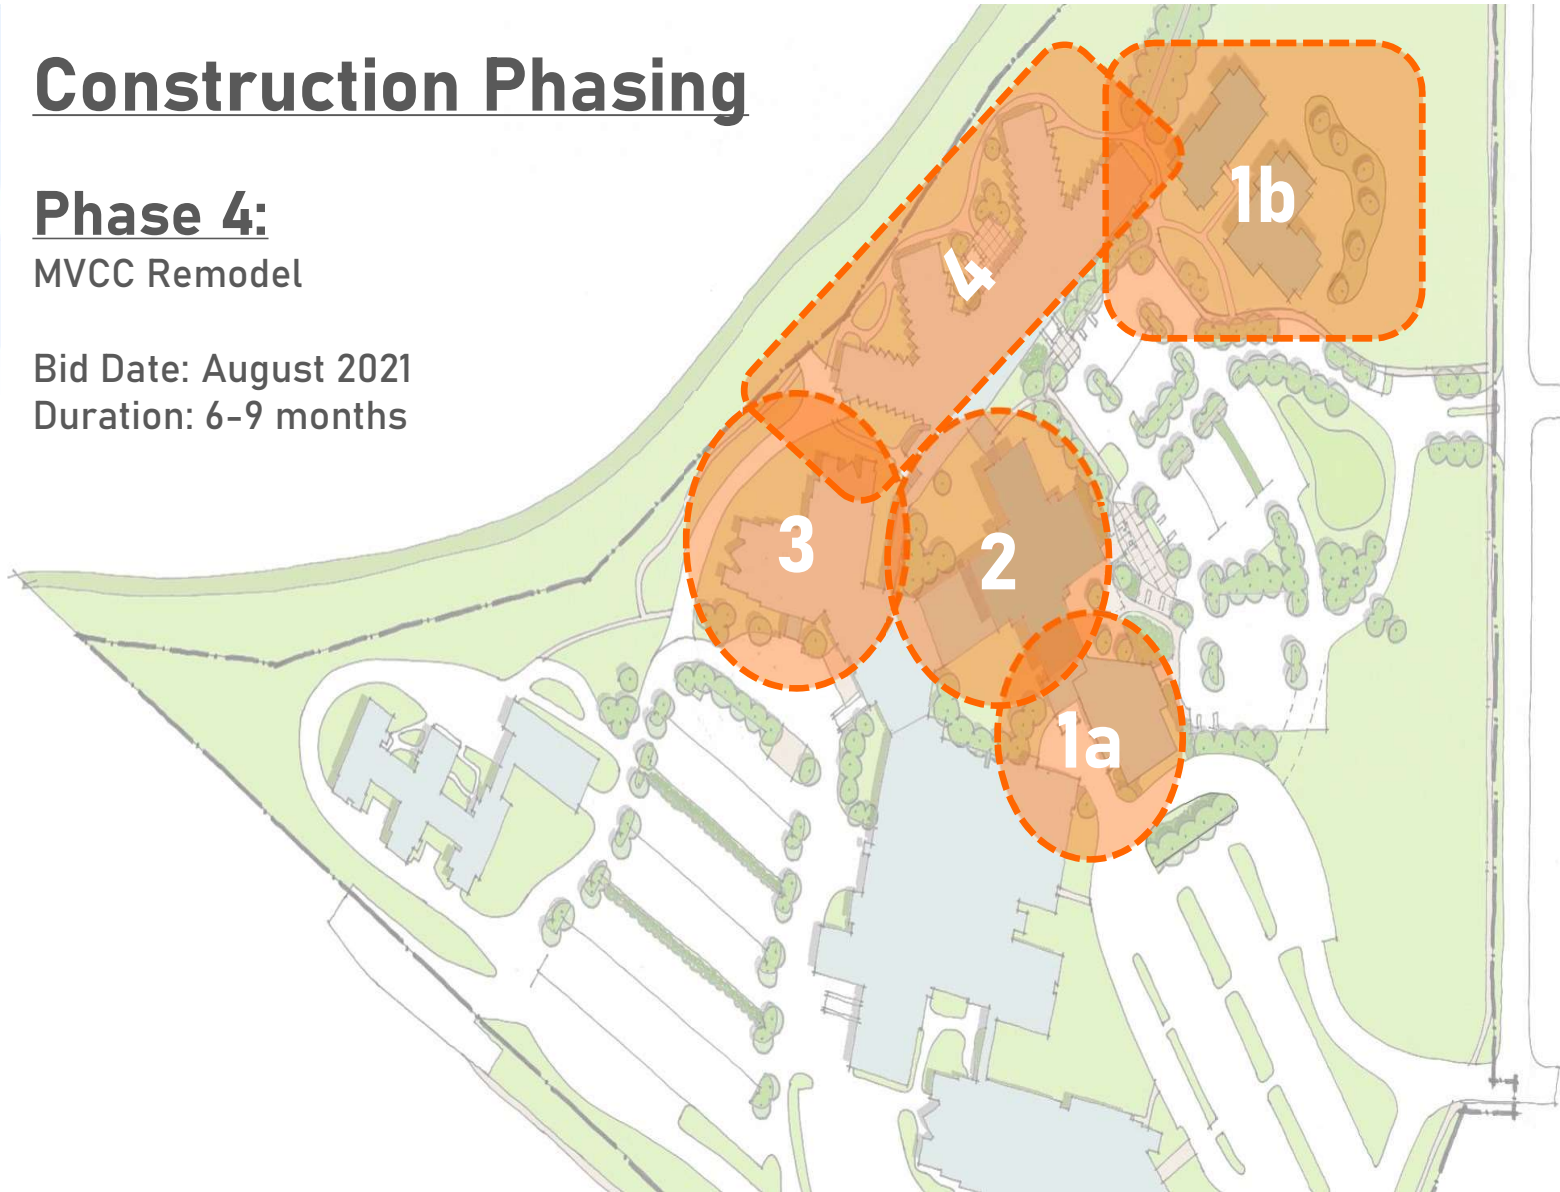 Construction Phasing
Phase 4:
MVCC Remodel
Bid Date: August 2021
Duration: 6-9 months
1b
4
3
2
1a